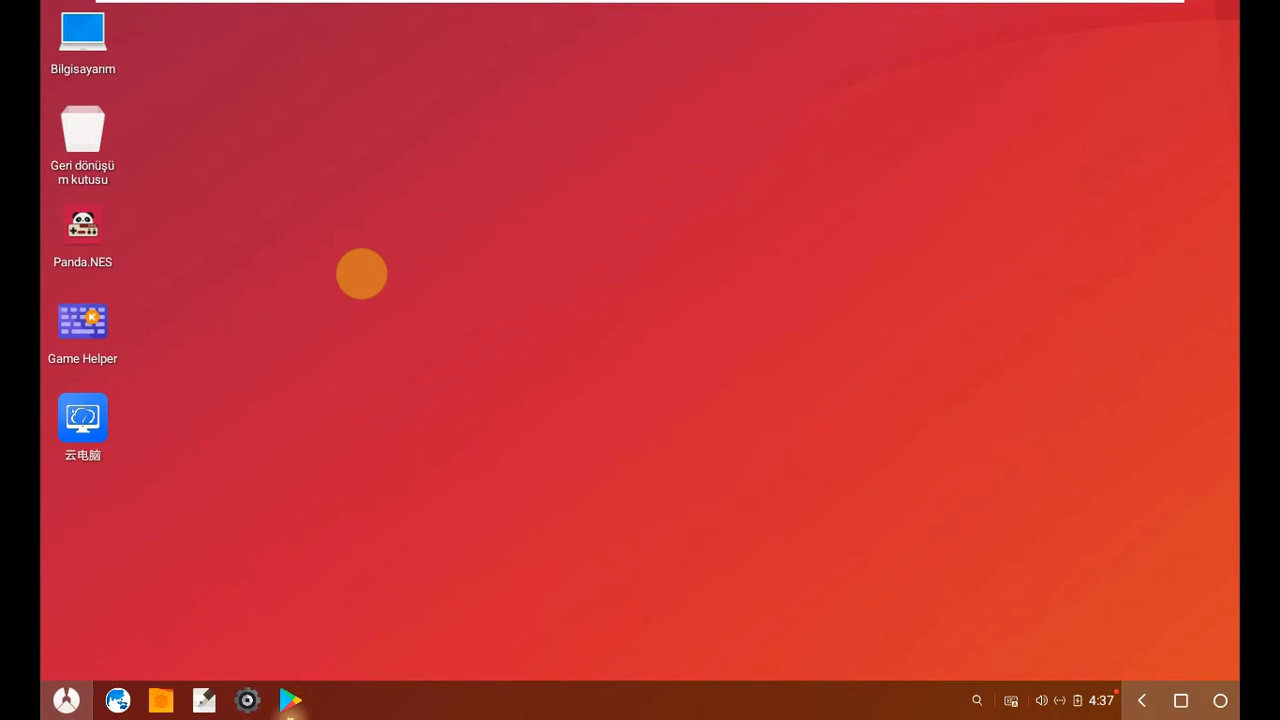 Bilgisayarım
Geri dönüşü
m kutusu
Panda.NES
Game Helper
云电脑
4:37